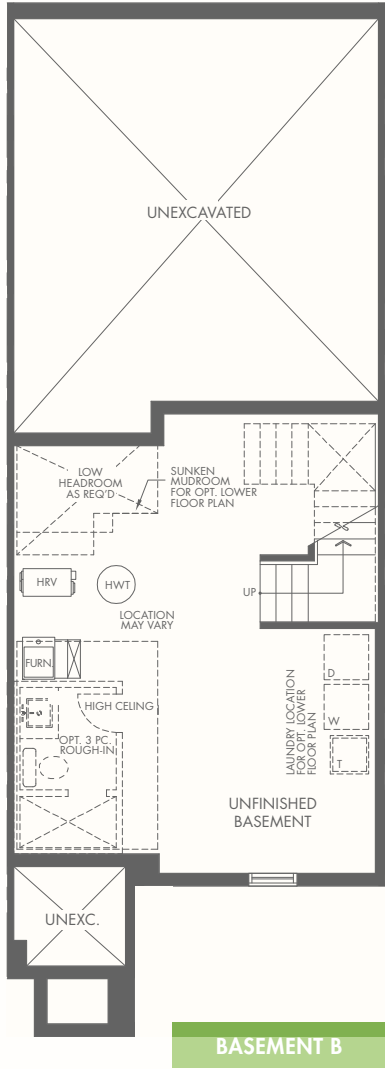 UNEXCAVATED
LOW
HEADROOM
AS REQ'D
SUNKEN
MUDROOM
FOR OPT. LOWER
FLOOR PLAN
HRV
HWT
LOCATION
MAY VARY
UP
FURN.
HIGH CELING
OPT. 3 PC.
ROUGH-IN
LAUNDRY LOCATION
FOR OPT. LOWER
FLOOR PLAN
D
W
T
UNFINISHED
BASEMENT
UNEXC.
BASEMENT B